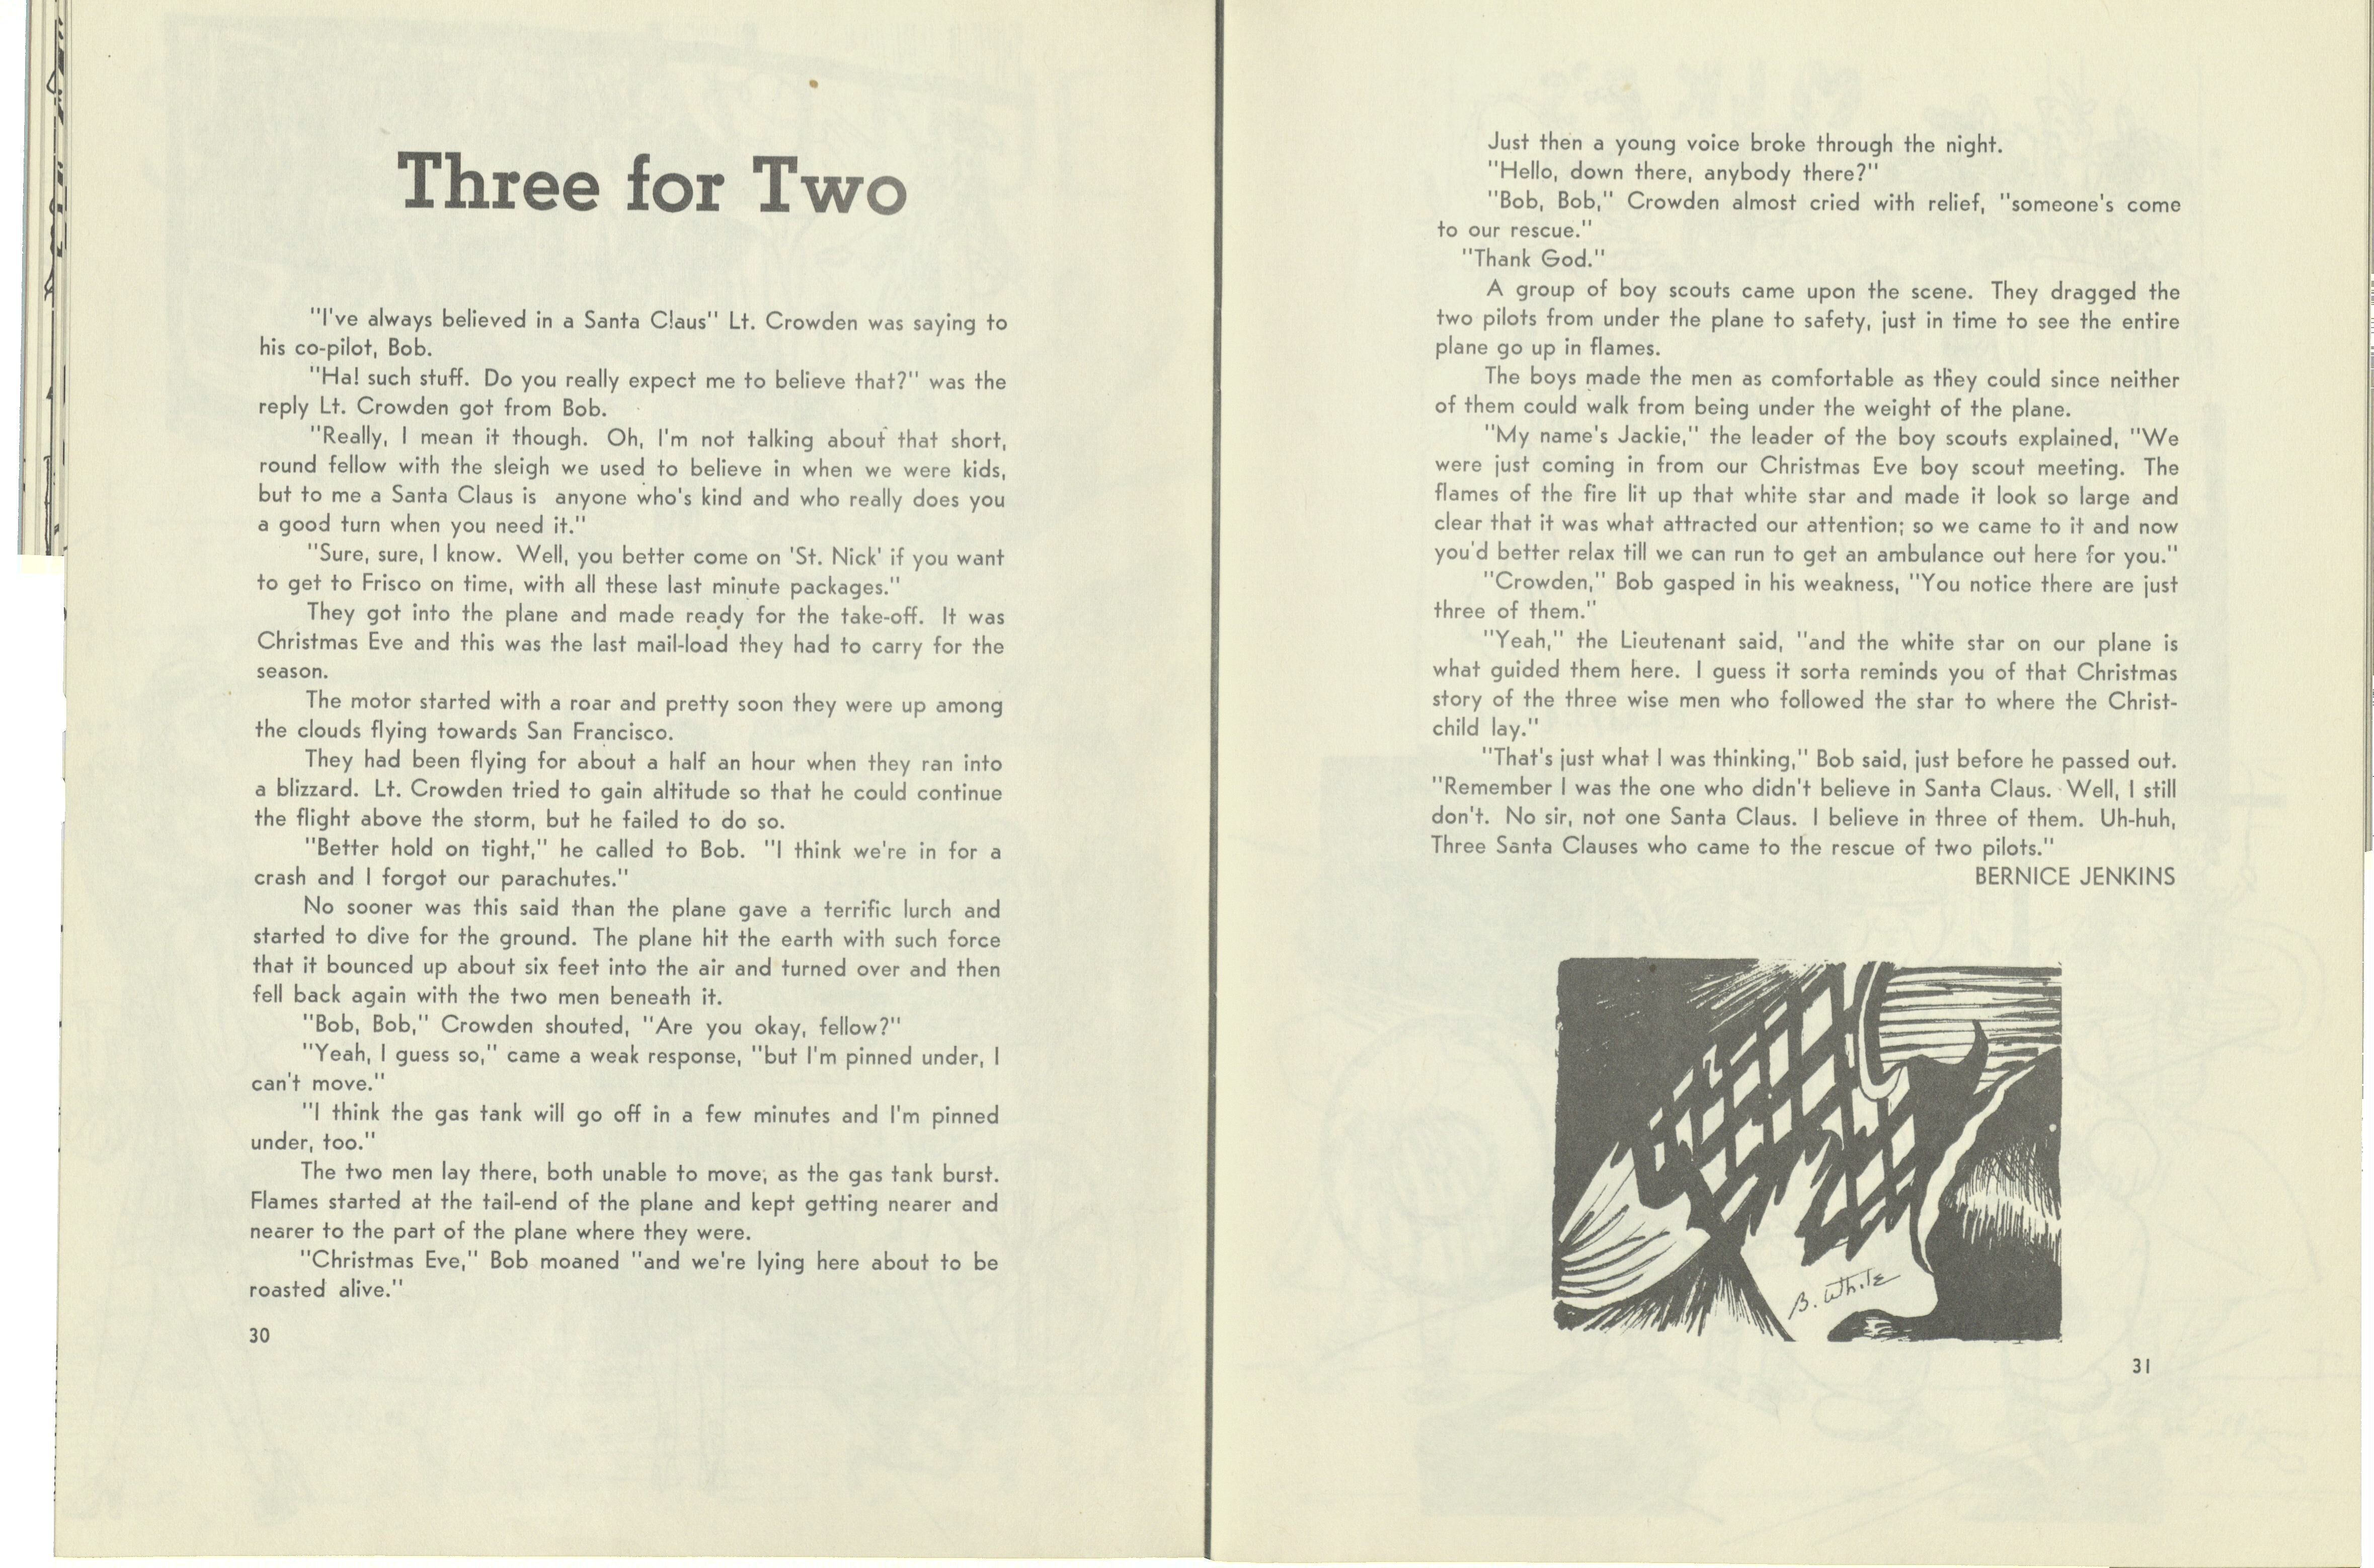 Three for Two
"I've always believed in a Santa Claus" Lt. Crowden was saying to
his co-pilot, Bob.
"Ha! such stuff. Do you really expect me to believe that?" was the
reply Lt. Crowden got from Bob.
"Really, I mean it though. Oh, I'm not talking about that short,
round fellow with the sleigh we used to believe in when we were kids,
but to me a Santa Claus is anyone who's kind and who really does you
a good turn when you need it."
"Sure, sure, I know. Well, you better come on 'St. Nick' if you want
to get to Frisco on time, with all these last minute packages."
They got into the plane and made ready for the take-off. It was
Christmas Eve and this was the last mail-load they had to carry for the
season.
The motor started with a roar and pretty soon they were up among
the clouds flying towards San Francisco.
They had been flying for about a half an hour when they ran into
a blizzard. Lt. Crowden tried to gain altitude so that he could continue
the flight above the storm, but he failed to do so.
"Better hold on tight," he called to Bob. "I think we're in for a
crash and I forgot our parachutes."
No sooner was this said than the plane gave a terrific lurch and
started to dive for the ground. The plane hit the earth with such force
that it bounced up about six feet into the air and turned over and then
fell back again with the two men beneath it.
"Bob, Bob," Crowden shouted, "Are you okay, fellow?"
"Yeah, I guess so," came a weak response, "but I'm pinned under, I
can't move."
"I think the gas tank will go off in a few minutes and I'm pinned
under, too."
The two men lay there, both unable to move, as the gas tank burst.
Flames started at the tail-end of the plane and kept getting nearer and
nearer to the part of the plane where they were.
"Christmas Eve," Bob moaned "and we're lying here about to be
roasted alive."
30
Just then a young voice broke through the night.
"Hello, down there, anybody there?"
"Bob, Bob," Crowden almost cried with relief, "someone's come
to our rescue."
"Thank God."
A group of boy scouts came upon the scene. They dragged the
two pilots from under the plane to safety, just in time to see the entire
plane go up in flames.
The boys made the men as comfortable as they could since neither
of them could walk from being under the weight of the plane.
"My name's Jackie," the leader of the boy scouts explained, "We
were just coming in from our Christmas Eve boy scout meeting. The
flames of the fire lit up that white star and made it look so large and
clear that it was what attracted our attention; so we came to it and now
you'd better relax till we can run to get an ambulance out here for you."
"Crowden," Bob gasped in his weakness, "You notice there are just
three of them."
"Yeah," the Lieutenant said, "and the white star on our plane is
what guided them here. I guess it sorta reminds you of that Christmas
story of the three wise men who followed the star to where the Christ-
child lay."
"That's just what I was thinking," Bob said, just before he passed out.
"Remember I was the one who didn't believe in Santa Claus. Well, I still
don't. No sir, not one Santa Claus. I believe in three of them. Uh-huh,
Three Santa Clauses who came to the rescue of two pilots."
BERNICE JENKINS
B. White
31